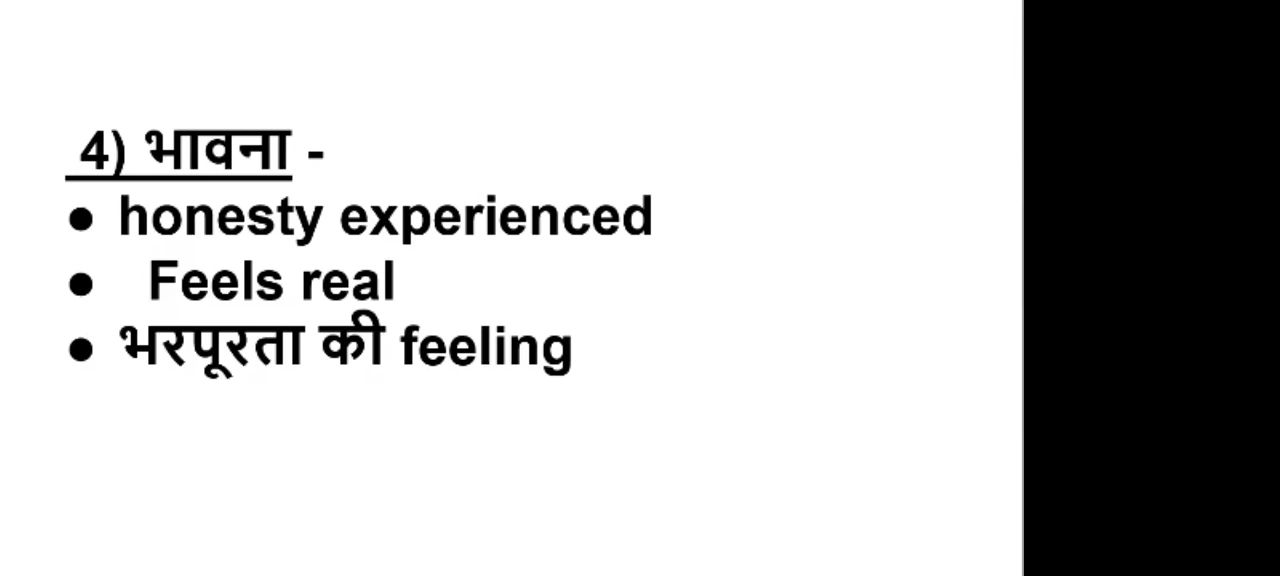 4) भावना -
● honesty experienced
● Feels real
● भरपूरता की feeling